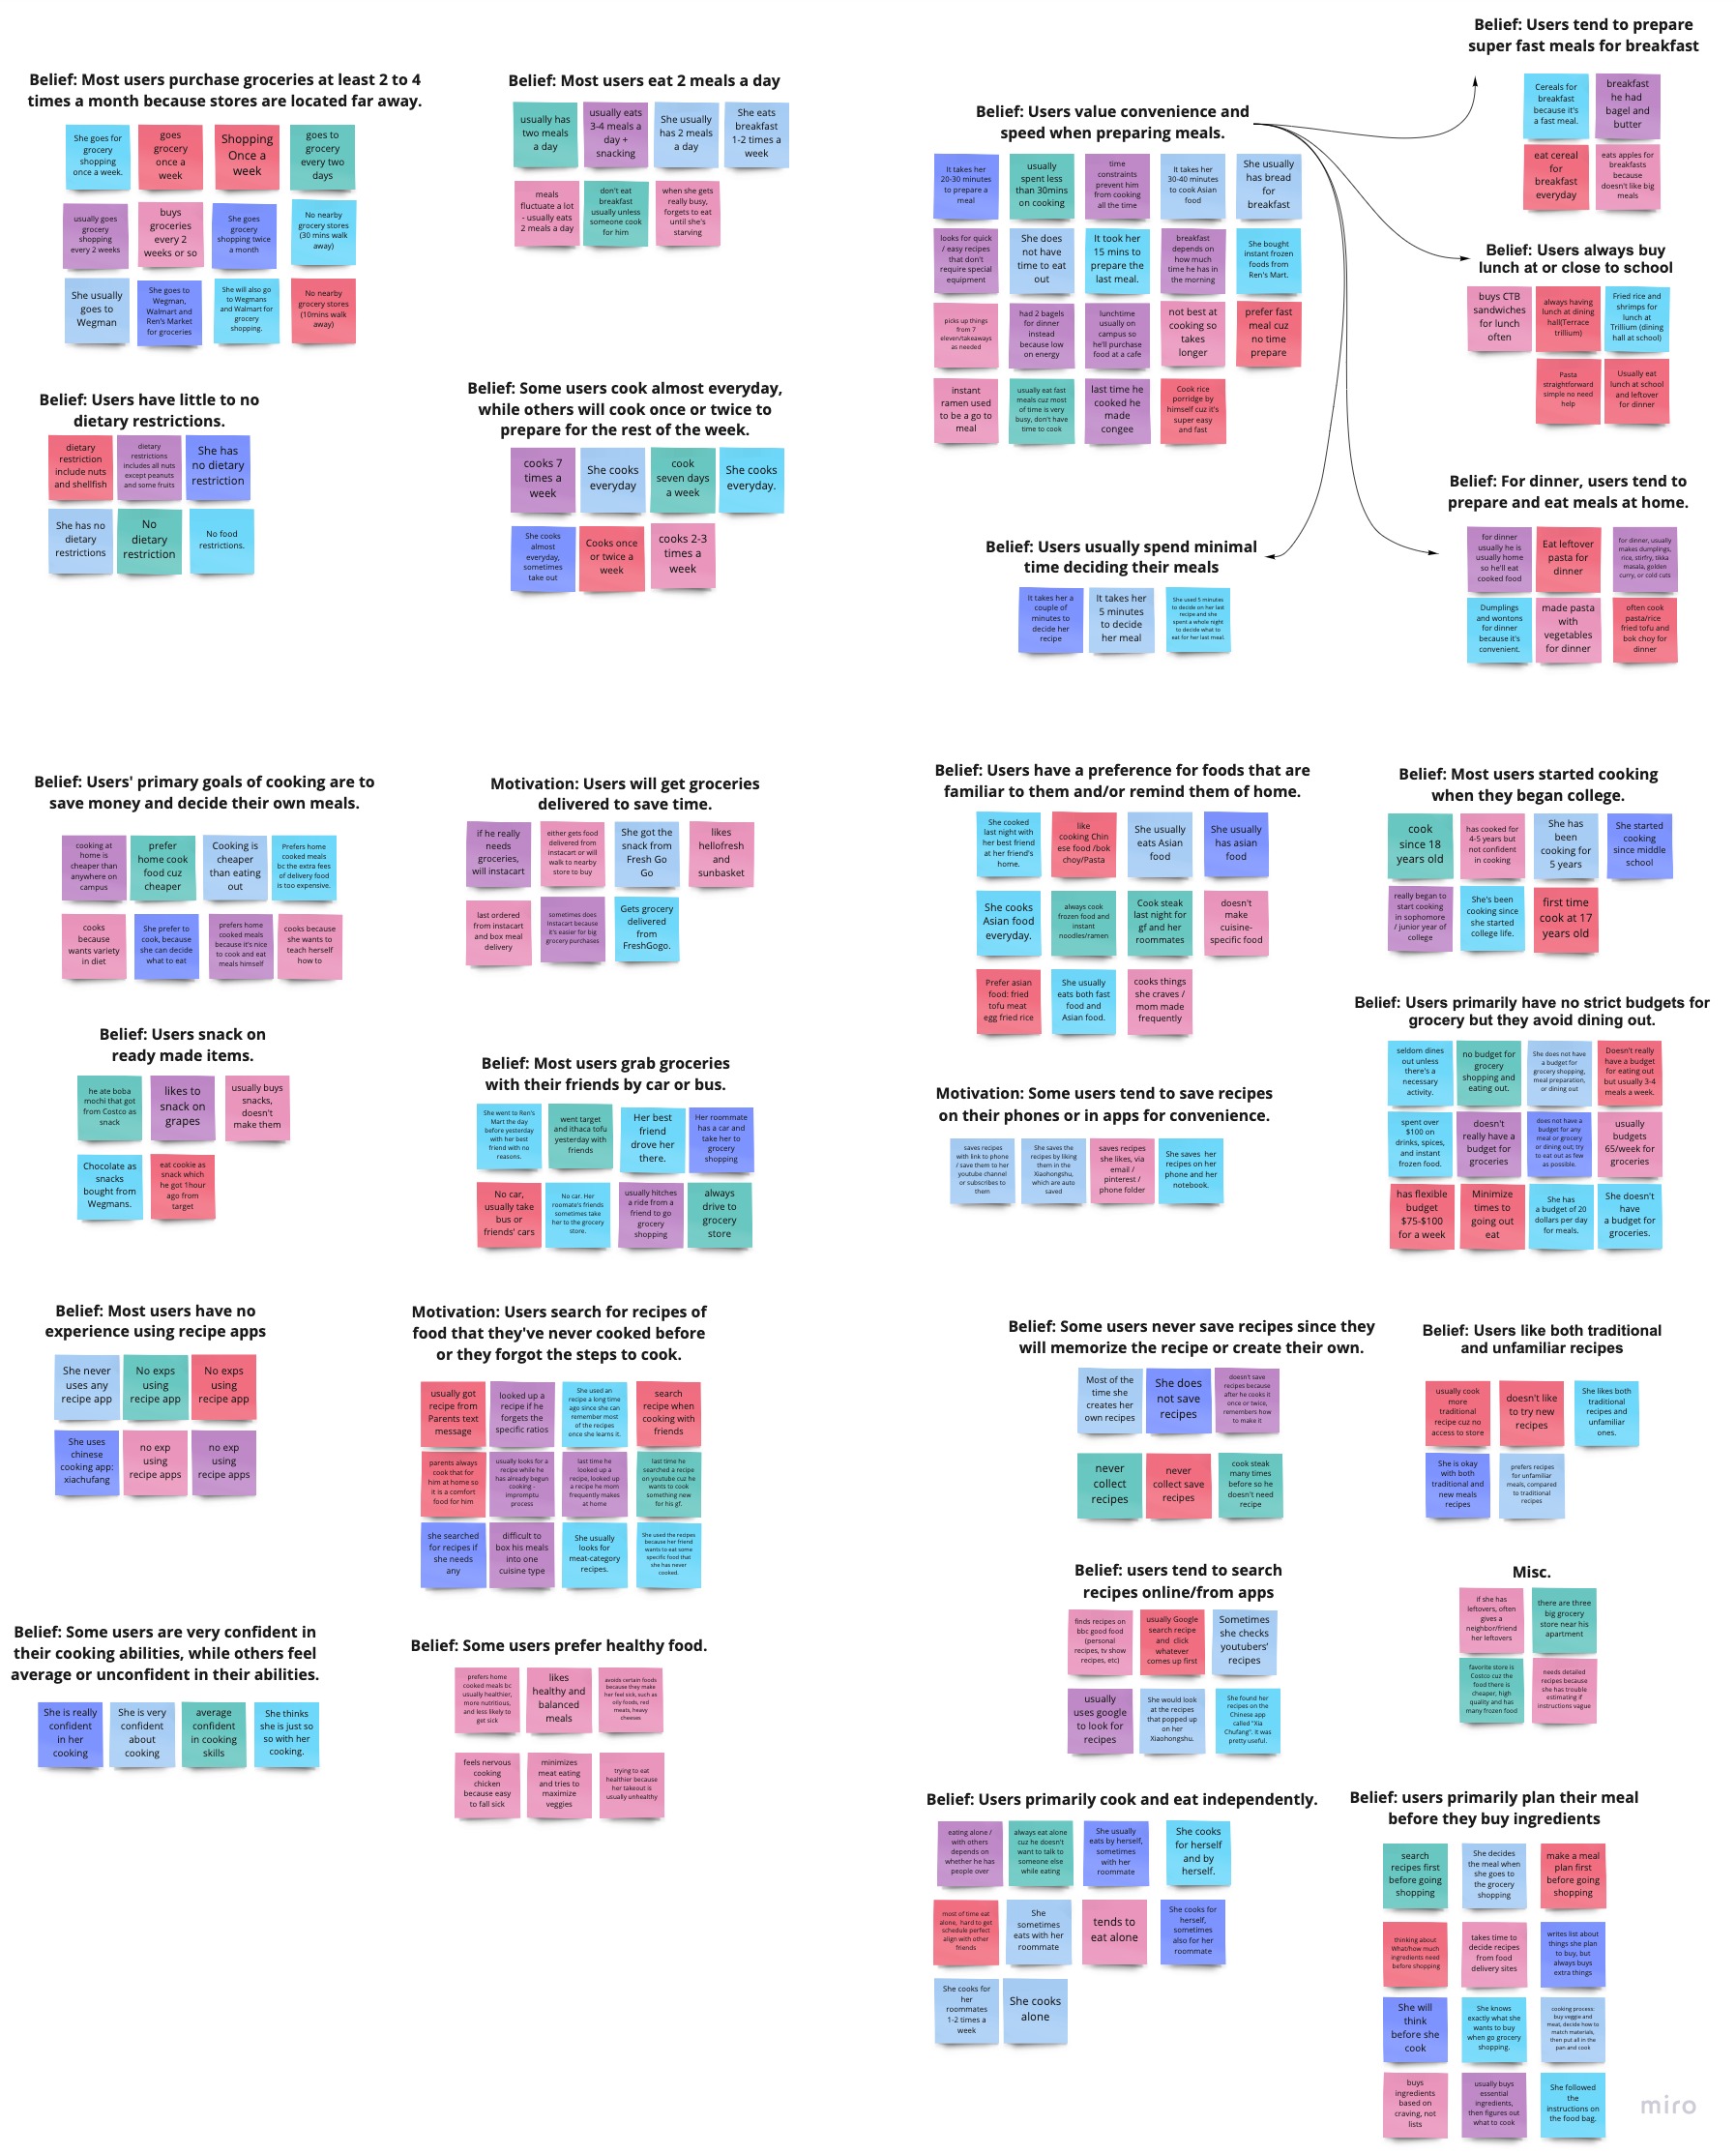 Belief: Most users purchase groceries at least 2 to 4
times a month because stores are located far away.
She goes for
grocery
shopping
once a week.
goes
grocery
once a
week
Shopping
Once a
week
goes to
grocery
every two
days
usually goes
grocery
shopping
every 2 weeks
buys
groceries
every 2
weeks or so
She goes
grocery
shopping twice
a month
No nearby
grocery stores
(30 mins walk
away)
She usually
goes to
Wegman
She goes to
Wegman,
Walmart and
Ren's Market
for groceries
She will also go
to Wegmans
and Walmart for
grocery
shopping.
No nearby
grocery stores
(10mins walk
away)
Belief: Most users eat 2 meals a day
usually has
two meals
a day
usually eats
3-4 meals a
day +
snacking
She usually
has 2 meals
a day
She eats
breakfast
1-2 times a
week
meals
fluctuate a lot
- usually eats
2 meals a day
don't eat
breakfast
usually unless
someone cook
for him
when she gets
really busy,
forgets to eat
until she's
starving
Belief: Users have little to no
dietary restrictions.
dietary
restriction
include nuts
and shellfish
dietary
restrictions
includes all nuts
except peanuts
and some fruits
She has
no dietary
restriction
She has no
dietary
restrictions
No
dietary
restriction
No food
restrictions.
Belief: Some users cook almost everyday,
while others will cook once or twice to
prepare for the rest of the week.
cooks 7
times a
week
She cooks
everyday
cook
seven days
a week
She cooks
everyday.
She cooks
almost
everyday,
sometimes
take out
Cooks once
or twice a
week
cooks 2-3
times a
week
Belief: Users value convenience and
speed when preparing meals.
It takes her
20-30 minutes
to prepare a
meal
usually
spent less
than 30mins
on cooking
time
constraints
prevent him
from cooking
all the time
It takes her
30-40 minutes
to cook Asian
food
She usually
has bread
for
breakfast
looks for quick
/ easy recipes
that don't
require special
equipment
She does
not have
time to eat
out
It took her
15 mins to
prepare the
last meal.
breakfast
depends on
how much
time he has in
the morning
She bought
instant frozen
foods from
Ren's Mart.
picks up things
from 7
eleven/takeaways
as needed
had 2 bagels
for dinner
instead
because low
on energy
lunchtime
usually on
campus so
he'll purchase
food at a cafe
not best at
cooking so
takes
longer
prefer fast
meal cuz
no time
prepare
instant
ramen used
to be a go to
meal
usually eat fast
meals cuz most
of time is very
busy, don't have
time to cook
last time he
cooked he
made
congee
Cook rice
porridge by
himself cuz it's
super easy
and fast
Belief: Users tend to prepare
super fast meals for breakfast
Cereals for
breakfast
because it's
a fast meal.
breakfast
he had
bagel and
butter
eat cereal
for
breakfast
everyday
eats apples for
breakfasts
because
doesn't like big
meals
Belief: Users always buy
lunch at or close to school
buys CTB
sandwiches
for lunch
often
always having
lunch at dining
hall(Terrace
trillium)
Fried rice and
shrimps for
lunch at
Trillium (dining
hall at school)
Pasta
straightforward
simple no need
help
Usually eat
lunch at school
and leftover
for dinner
Belief: For dinner, users tend to
prepare and eat meals at home.
for dinner
usually he is
usually home
so he'll eat
cooked food
Eat leftover
pasta for
dinner
for dinner, usually
makes dumplings,
rice, stirfry, tikka
masala, golden
curry, or cold cuts
Dumplings
and wontons
for dinner
because it's
convenient.
made pasta
with
vegetables
for dinner
often cook
pasta/rice
fried tofu and
bok choy for
dinner
Belief: Users usually spend minimal
time deciding their meals
It takes her a
couple of
minutes to
decide her
recipe
It takes her
5 minutes
to decide
her meal
She used 5 minutes
to decide on her last
recipe and she
spent a whole night
to decide what to
eat for her last meal.
Belief: Users' primary goals of cooking are to
save money and decide their own meals.
cooking at
home is
cheaper than
anywhere on
campus
prefer
home cook
food cuz
cheaper
Cooking is
cheaper
than eating
out
Prefers home
cooked meals
bc the extra fees
of delivery food
is too expensive.
cooks
because
wants variety
in diet
She prefer to
cook, because
she can decide
what to eat
prefers home
cooked meals
because it's nice
to cook and eat
meals himself
cooks because
she wants to
teach herself
how to
Motivation: Users will get groceries
delivered to save time.
if he really
needs
groceries,
will instacart
either gets food
delivered from
instacart or will
walk to nearby
store to buy
She got the
snack from
Fresh Go
Go
likes
hellofresh
and
sunbasket
last ordered
from instacart
and box meal
delivery
sometimes does
instacart because
it's easier for big
grocery purchases
Gets grocery
delivered
from
FreshGogo.
Belief: Users snack on
ready made items.
he ate boba
mochi that got
from Costco as
snack
likes to
snack on
grapes
usually buys
snacks,
doesn't
make them
Chocolate as
snacks
bought from
Wegmans.
eat cookie as
snack which
he got 1hour
ago from
target
Belief: Most users grab groceries
with their friends by car or bus.
She went to Ren's
Mart the day
before yesterday
with her best
friend with no
reasons.
went target
and ithaca tofu
yesterday with
friends
Her best
friend
drove her
there.
Her roommate
has a car and
take her to
grocery
shopping
No car,
usually take
bus or
friends' cars
No car. Her
roomate's friends
sometimes take
her to the grocery
store.
usually hitches
a ride from a
friend to go
grocery
shopping
always
drive to
grocery
store
Belief: Users have a preference for foods that are
familiar to them and/or remind them of home.
She cooked
last night with
her best friend
at her friend's
home.
like
cooking Chin
ese food /bok
choy/Pasta
She usually
eats Asian
food
She usually
has asian
food
She cooks
Asian food
everyday.
always cook
frozen food and
instant
noodles/ramen
Cook steak
last night for
gf and her
roommates
doesn't
make
cuisine-
specific food
Prefer asian
food: fried
tofu meat
egg fried rice
She usually
eats both fast
food and
Asian food.
cooks things
she craves /
mom made
frequently
Belief: Most users started cooking
when they began college.
cook
since 18
years old
has cooked for
4-5 years but
not confident
in cooking
She has
been
cooking for
5 years
She started
cooking
since middle
school
really began to
start cooking
in sophomore
/ junior year of
college
She's been
cooking since
she started
college life.
first time
cook at 17
years old
Belief: Users primarily have no strict budgets for
grocery but they avoid dining out.
seldom dines
out unless
there's a
necessary
activity.
no budget for
grocery
shopping and
eating out.
She does not have
a budget for
grocery shopping,
meal preparation,
or dining out
Doesn't really
have a budget
for eating out
but usually 3-4
meals a week.
spent over
$100 on
drinks, spices,
and instant
frozen food.
doesn't
really have a
budget for
groceries
does not have a
budget for any
meal or grocery
or dining out, try
to eat out as few
as possible.
usually
budgets
65/week for
groceries
has flexible
budget
$75-$100
for a week
Minimize
times to
going out
eat
She has
a budget of 20
dollars per day
for meals.
She doesn't
have
a budget for
groceries.
Motivation: Some users tend to save recipes
on their phones or in apps for convenience.
saves recipes
with link to phone
/ save them to her
youtube channel
or subscribes to
them
She saves the
recipes by liking
them in the
Xiaohongshu,
which are auto
saved
saves recipes
she likes, via
email /
pinterest /
phone folder
She saves her
recipes on her
phone and her
notebook.
Belief: Most users have no
experience using recipe apps
She never
uses any
recipe app
No exps
using
recipe app
No exps
using
recipe app
She uses
chinese
cooking app:
xiachufang
no exp
using
recipe apps
no exp
using
recipe apps
Motivation: Users search for recipes of
food that they've never cooked before
or they forgot the steps to cook.
usually got
recipe from
Parents text
message
looked up a
recipe if he
forgets the
specific ratios
She used an
recipe a long time
ago since she can
remember most
of the recipes
once she learns it.
search
recipe when
cooking with
friends
parents always
cook that for
him at home so
it is a comfort
food for him
usually looks for a
recipe while he
has already begun
cooking -
impromptu
process
last time he
looked up a
recipe, looked up
a recipe he mom
frequently makes
at home
last time he
searched a recipe
on youtube cuz he
wants to cook
something new
for his gf.
she searched
for recipes if
she needs
any
difficult to
box his meals
into one
cuisine type
She usually
looks for
meat-category
recipes.
She used the recipes
because her friend
wants to eat some
specific food that
she has never
cooked.
Belief: Some users never save recipes since they
will memorize the recipe or create their own.
Most of the
time she
creates her
own recipes
She does
not save
recipes
doesn't save
recipes because
after he cooks it
once or twice,
remembers how
to make it
never
collect
recipes
never
collect save
recipes
cook steak
many times
before so he
doesn't need
recipe
Belief: Users like both traditional
and unfamiliar recipes
usually cook
more
traditional
recipe cuz no
access to store
doesn't like
to try new
recipes
She likes both
traditional
recipes and
unfamiliar
ones.
She is okay
with both
traditional and
new meals
recipes
prefers recipes
for unfamiliar
meals, compared
to traditional
recipes
Belief: users tend to search
recipes online/from apps
finds recipes on
bbc good food
(personal
recipes, tv show
recipes, etc)
usually Google
search recipe
and click
whatever
comes up first
Sometimes
she checks
youtubers'
recipes
usually
uses google
to look for
recipes
She would look
at the recipes
that popped up
on her
Xiaohongshu.
She found her
recipes on the
Chinese app
called "Xia
Chufang". It was
pretty useful.
Misc.
if she has
leftovers, often
gives a
neighbor/friend
her leftovers
there are three
big grocery
store near his
apartment
favorite store is
Costco cuz the
food there is
cheaper, high
quality and has
many frozen food
needs detailed
recipes because
she has trouble
estimating if
instructions vague
Belief: Some users are very confident in
their cooking abilities, while others feel
average or unconfident in their abilities.
She is really
confident
in her
cooking
She is very
confident
about
cooking
average
confident
in cooking
skills
She thinks
she is just so
so with her
cooking.
Belief: Some users prefer healthy food.
prefers home
cooked meals bc
usually healthier,
more nutritious,
and less likely to
get sick
likes
healthy and
balanced
meals
avoids certain foods
because they make
her feel sick, such as
oily foods, red
meats, heavy
cheeses
feels nervous
cooking
chicken
because easy
to fall sick
minimizes
meat eating
and tries to
maximize
veggies
trying to eat
healthier because
her takeout is
usually unhealthy
Belief: Users primarily cook and eat independently.
eating alone /
with others
depends on
whether he has
people over
always eat alone
cuz he doesn't
want to talk to
someone else
while eating
She usually
eats by herself,
sometimes
with her
roommate
She cooks
for herself
and by
herself.
most of time eat
alone, hard to get
schedule perfect
align with other
friends
She
sometimes
eats with her
roommate
tends to
eat alone
She cooks for
herself,
sometimes
also for her
roommate
She cooks for
her
roommates
1-2 times a
week
She cooks
alone
Belief: users primarily plan their meal
before they buy ingredients
search
recipes first
before going
shopping
She decides
the meal when
she goes to
the grocery
shopping
make a meal
plan first
before going
shopping
thinking about
What/how much
ingredients need
before shopping
takes time to
decide recipes
from food
delivery sites
writes list about
things she plan
to buy, but
always buys
extra things
She will
think
before she
cook
She knows
exactly what she
wants to buy
when go grocery
shopping.
cooking process:
buy veggie and
meat, decide how to
match materials,
then put all in the
pan and cook
buys
ingredients
based on
craving, not
lists
usually buys
essential
ingredients,
then figures out
what to cook
She followed
the
instructions on
the food bag.
miro